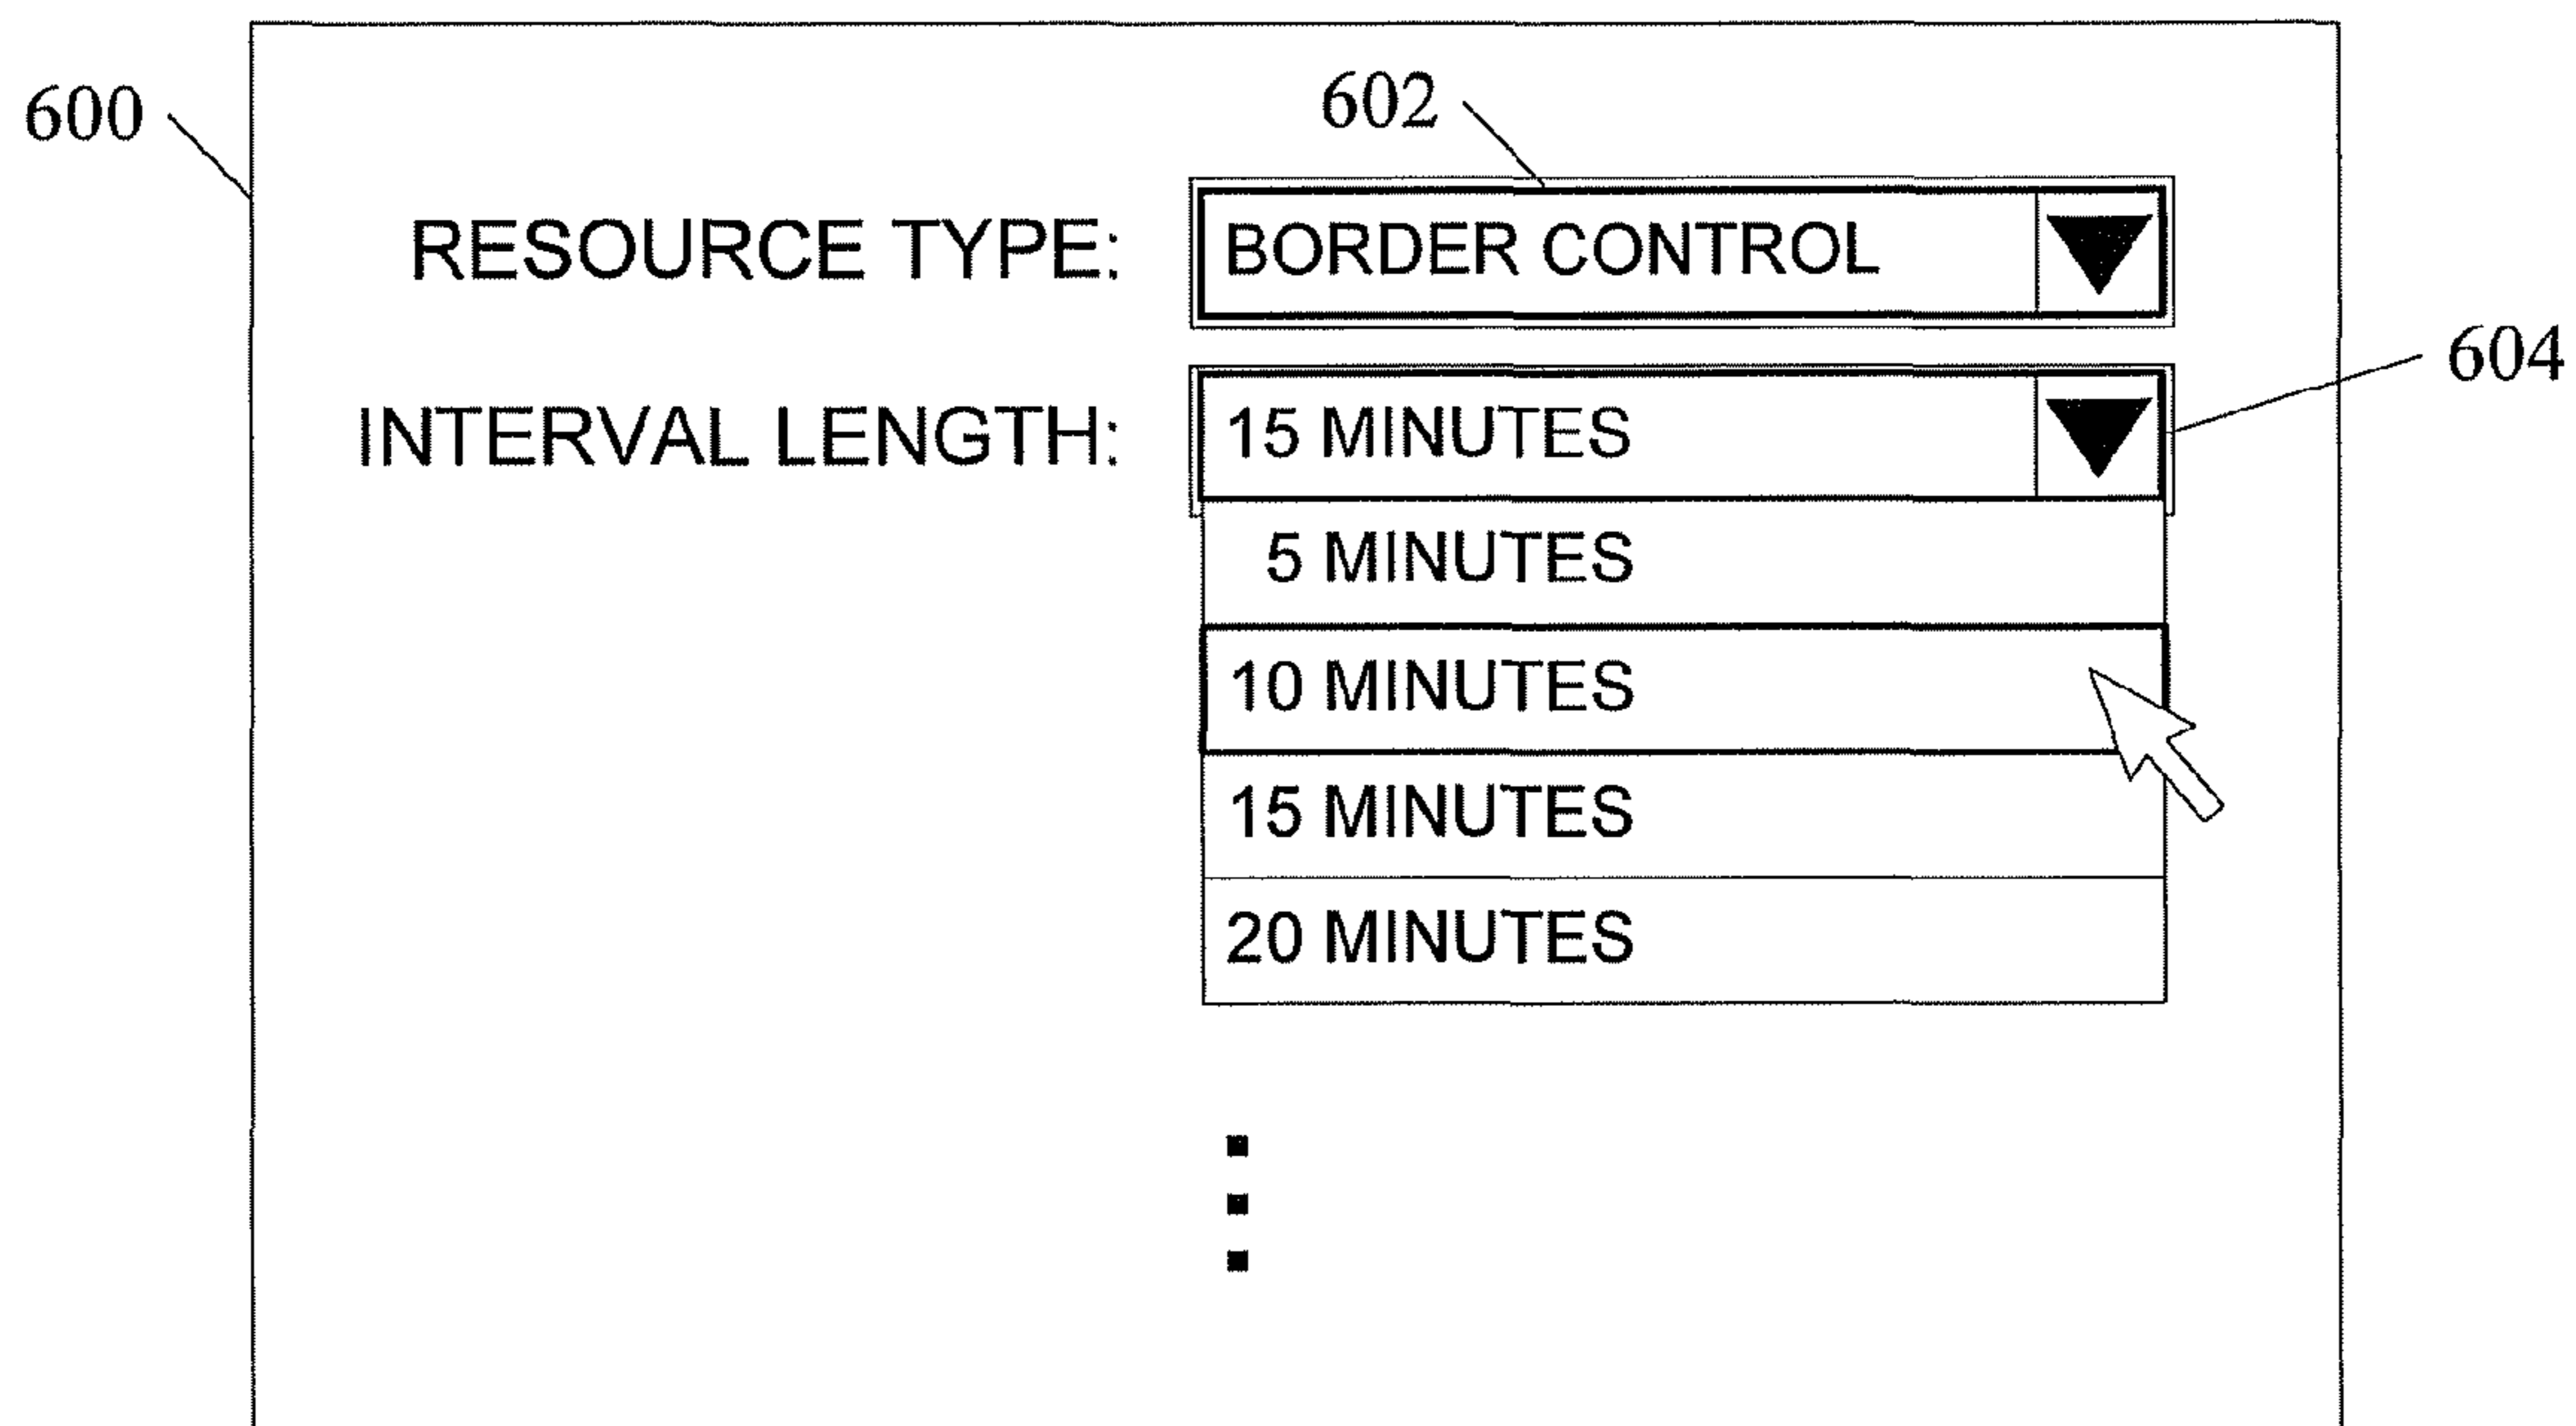 600
602
RESOURCE TYPE: BORDER CONTROL
604
INTERVAL LENGTH: 15 MINUTES
5 MINUTES
10 MINUTES
15 MINUTES
20 MINUTES